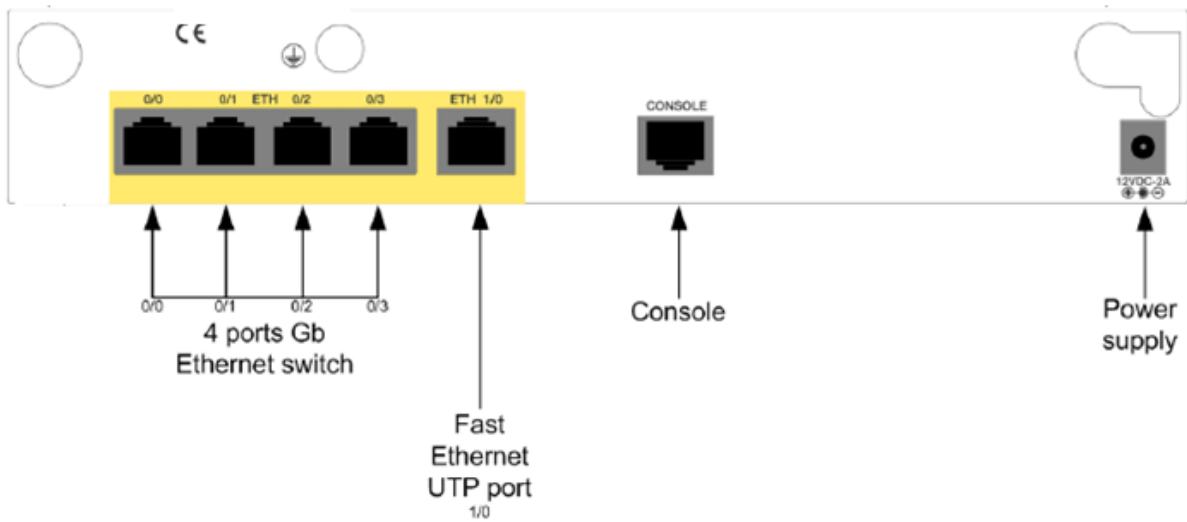 CE
0/0 0/1 ETH 0/2 0/3 ETH 1/0
CONSOLE
12VDC-2A
0/0 0/1 0/2 0/3
4 ports Gb
Ethernet switch
Fast
Ethernet
UTP port
1/0
Console
Power
supply